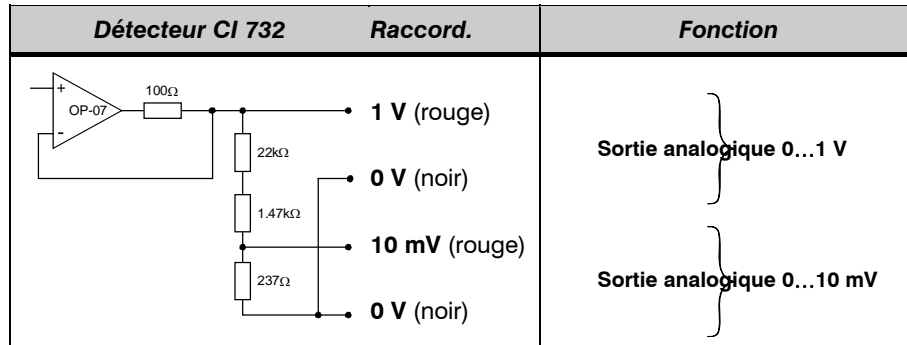 Détecteur CI 732 Raccord. Fonction
+
OP-07
-
100Ω
1 V (rouge)
22kΩ
Sortie analogique 0...1 V
0 V (noir)
1.47kΩ
10 mV (rouge)
237Ω
Sortie analogique 0...10 mV
0 V (noir)